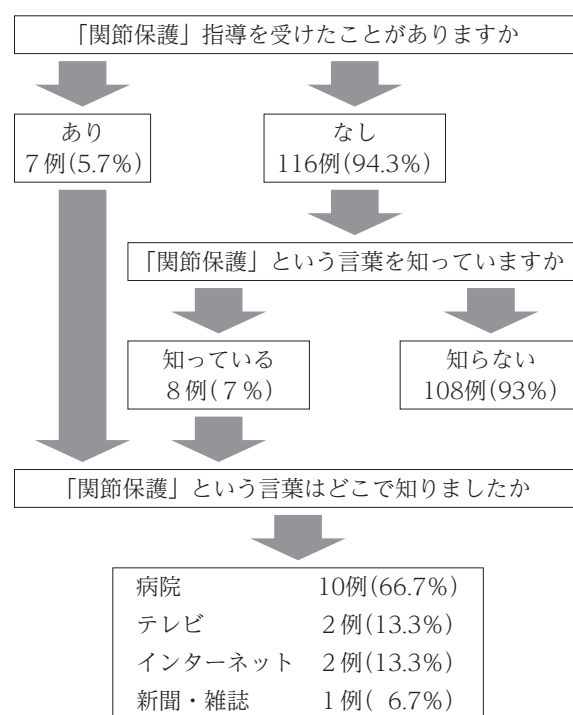 「関節保護」指導を受けたことがありますか
あり
7例(5.7%)
なし
116例(94.3%)
「関節保護」という言葉を知っていますか
知っている
8例(7%)
知らない
108例(93%)
「関節保護」という言葉はどこで知りましたか
病院 10例(66.7%)
テレビ 2例(13.3%)
インターネット 2例(13.3%)
新聞・雑誌 1例( 6.7%)